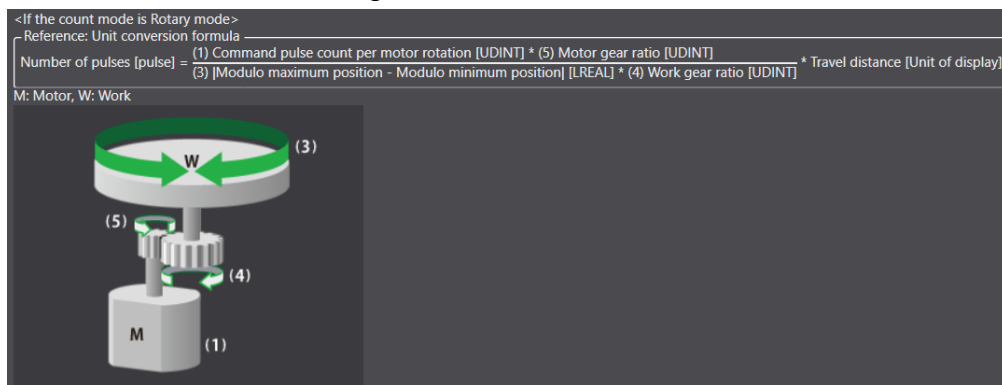 <If the count mode is Rotary mode>
Reference: Unit conversion formula
Number of pulses [pulse] = (1) Command pulse count per motor rotation [UDINT] * (5) Motor gear ratio [UDINT]
(3) |Modulo maximum position - Modulo minimum position| [LREAL] * (4) Work gear ratio [UDINT] * Travel distance [Unit of display]
M: Motor, W: Work
(3)
W
(5)
(4)
M
(1)